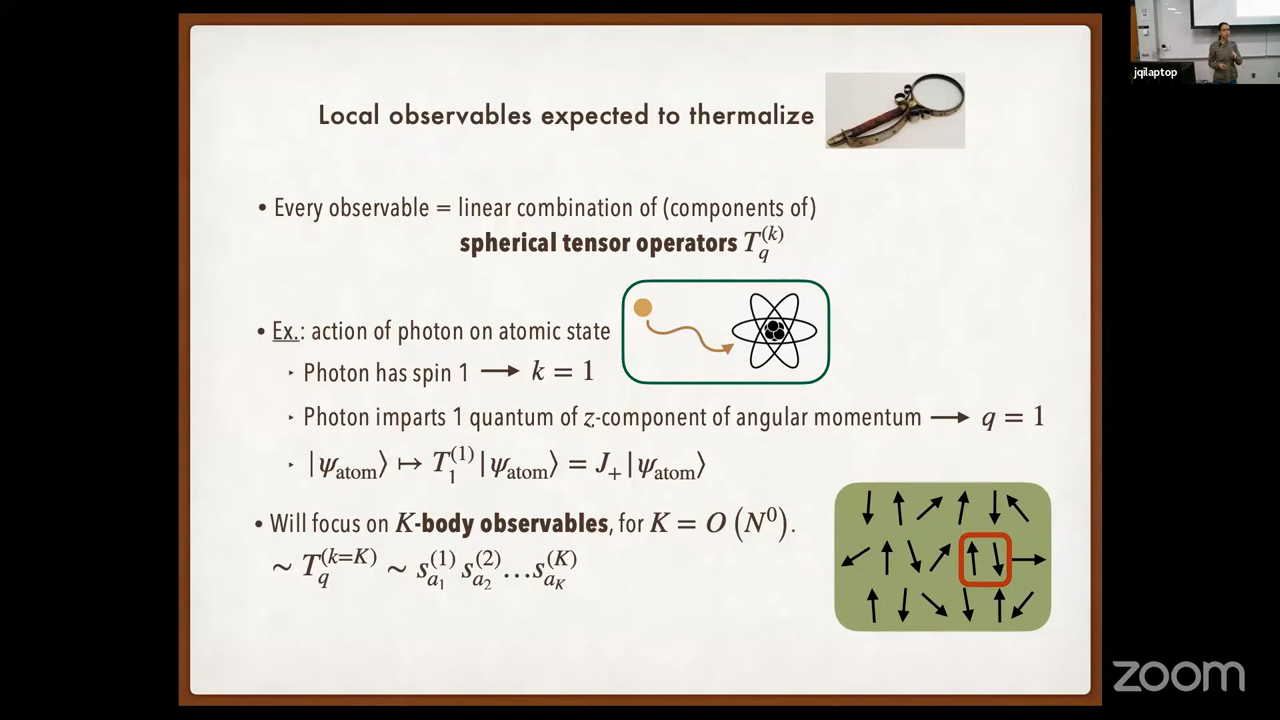 jqilaptop
Local observables expected to thermalize
• Every observable = linear combination of (components of)
spherical tensor operators T_q^{(k)}
• Ex.: action of photon on atomic state
‣ Photon has spin 1 ⟶ k = 1
‣ Photon imparts 1 quantum of z-component of angular momentum ⟶ q = 1
‣ |ψ_atom⟩ ↦ T_1^{(1)} |ψ_atom⟩ = J_+ |ψ_atom⟩
• Will focus on K-body observables, for K = O (N^0).
∼ T_q^{(k=K)} ∼ s_{a_1}^{(1)} s_{a_2}^{(2)} … s_{a_K}^{(K)}
zoom